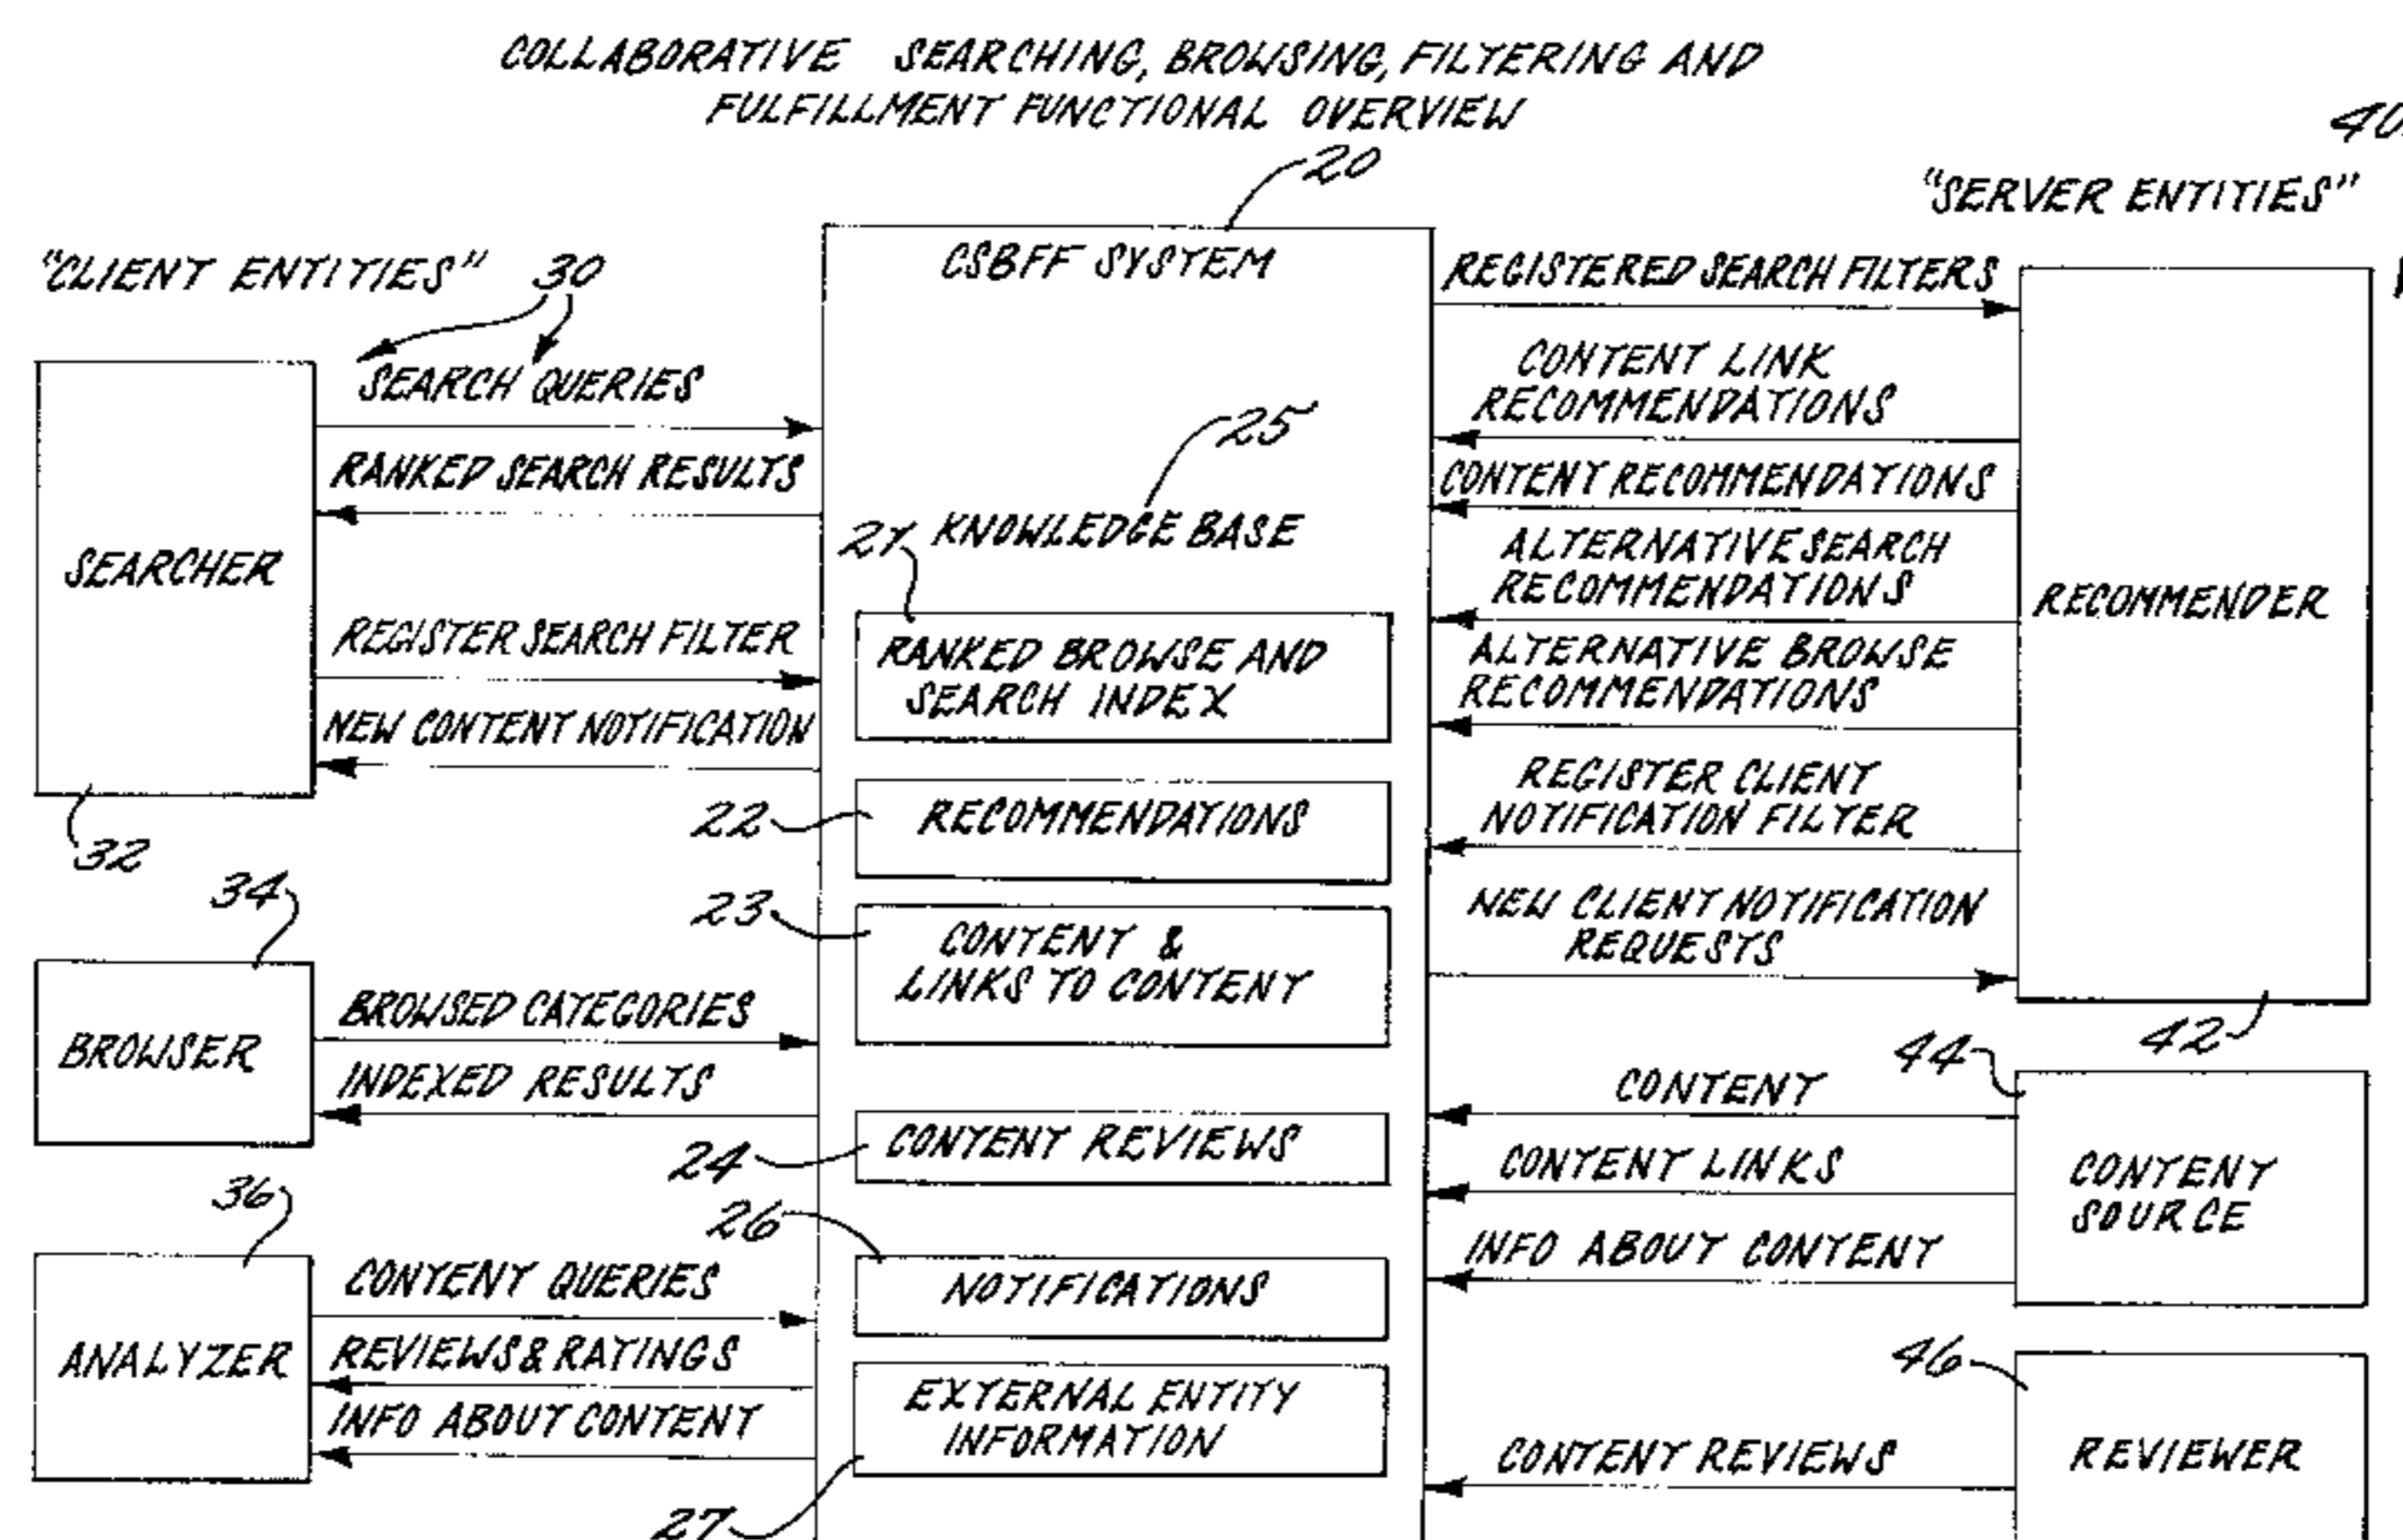 COLLABORATIVE SEARCHING, BROWSING, FILTERING AND
FULFILLMENT FUNCTIONAL OVERVIEW
20
40
"SERVER ENTITIES"
"CLIENT ENTITIES" 30
CSBFF SYSTEM
25
KNOWLEDGE BASE
SEARCHER
SEARCH QUERIES
RANKED SEARCH RESULTS
REGISTER SEARCH FILTER
NEW CONTENT NOTIFICATION
32
34
BROWSER
BROWSED CATEGORIES
INDEXED RESULTS
36
ANALYZER
CONTENT QUERIES
REVIEWS & RATINGS
INFO ABOUT CONTENT
21
RANKED BROWSE AND
SEARCH INDEX
22
RECOMMENDATIONS
23
CONTENT &
LINKS TO CONTENT
24
CONTENT REVIEWS
26
NOTIFICATIONS
EXTERNAL ENTITY
INFORMATION
27
REGISTERED SEARCH FILTERS
CONTENT LINK
RECOMMENDATIONS
CONTENT RECOMMENDATIONS
ALTERNATIVE SEARCH
RECOMMENDATIONS
ALTERNATIVE BROWSE
RECOMMENDATIONS
REGISTER CLIENT
NOTIFICATION FILTER
NEW CLIENT NOTIFICATION
REQUESTS
RECOMMENDER
42
44
CONTENT
CONTENT LINKS
INFO ABOUT CONTENT
CONTENT
SOURCE
46
CONTENT REVIEWS
REVIEWER